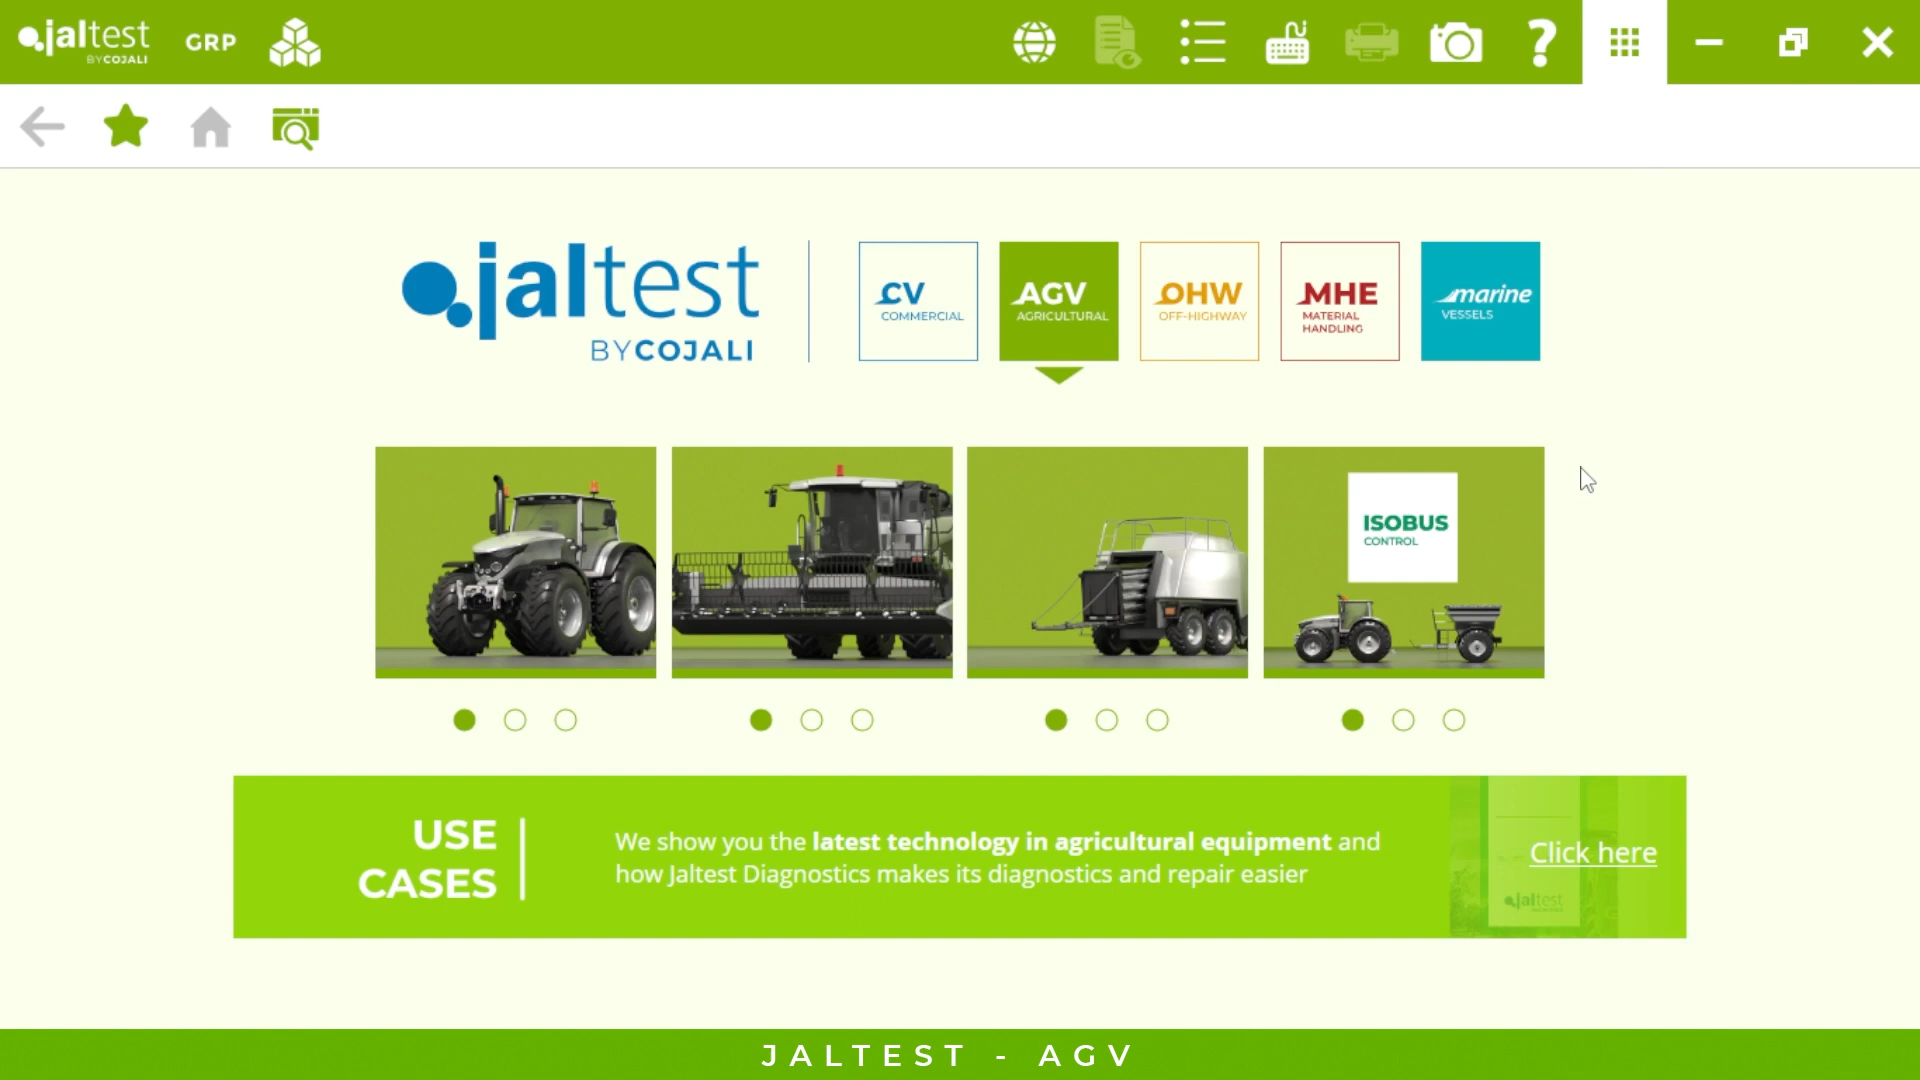 jaltest
BYCOJALI
GRP
jaltest
BYCOJALI
CV
COMMERCIAL
AGV
AGRICULTURAL
OHW
OFF-HIGHWAY
MHE
MATERIAL
HANDLING
marine
VESSELS
ISOBUS
CONTROL
USE
CASES
We show you the latest technology in agricultural equipment and
how Jaltest Diagnostics makes its diagnostics and repair easier
Click here
jaltest
JALTEST - AGV